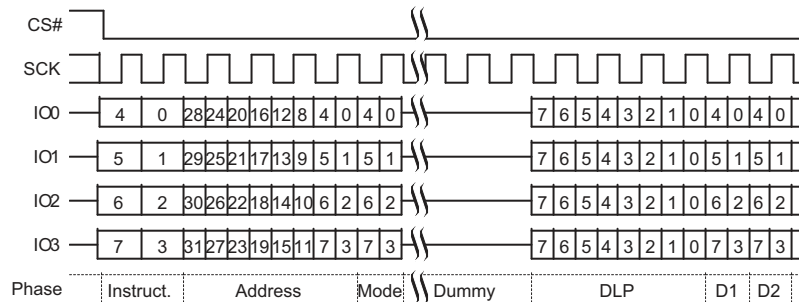 CS#
SCK
IO0 4 0 28 24 20 16 12 8 4 0 4 0 7 6 5 4 3 2 1 0 4 0 4 0
IO1 5 1 29 25 21 17 13 9 5 1 5 1 7 6 5 4 3 2 1 0 5 1 5 1
IO2 6 2 30 26 22 18 14 10 6 2 6 2 7 6 5 4 3 2 1 0 6 2 6 2
IO3 7 3 31 27 23 19 15 11 7 3 7 3 7 6 5 4 3 2 1 0 7 3 7 3
Phase Instruct. Address Mode Dummy DLP D1 D2